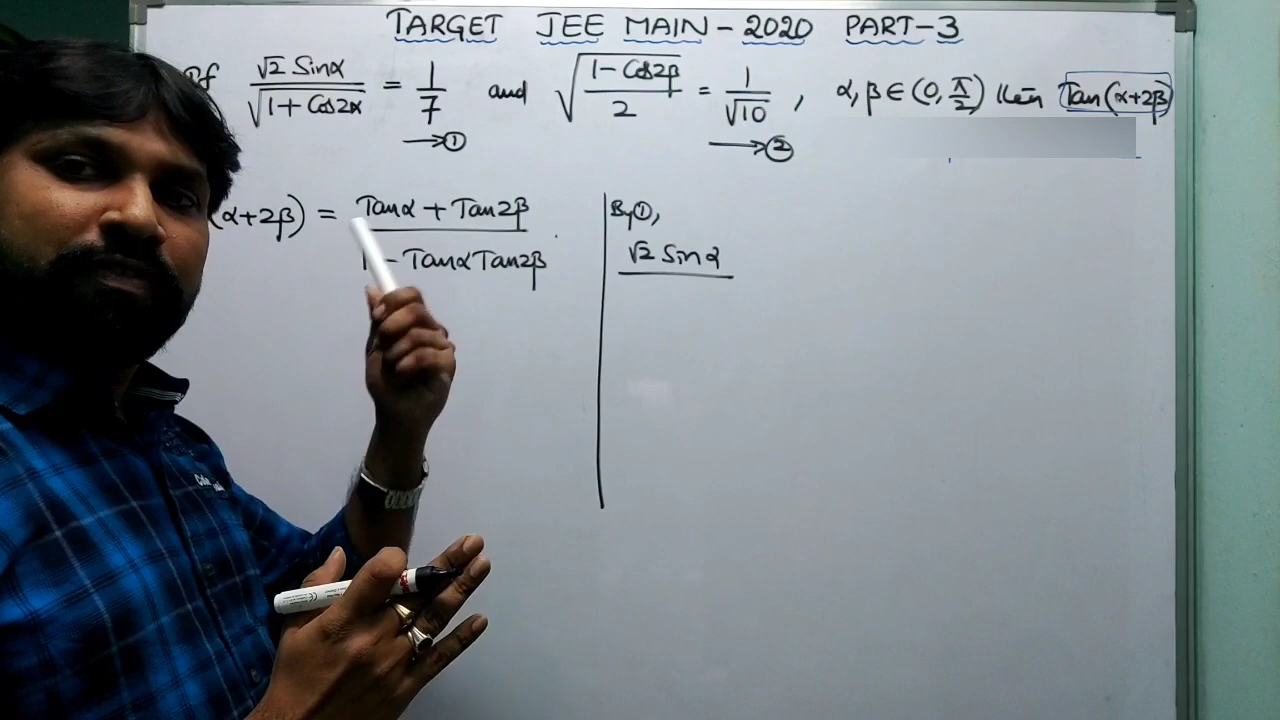 TARGET JEE MAIN - 2020 PART-3
If √2 Sinα / √(1 + Cos2α) = 1/7 and √((1 - Cos2β)/2) = 1/√10 , α, β ∈ (0, π/2) then Tan(α+2β)
→① →②
(α+2β) = (Tanα + Tan2β) / (1 - Tanα Tan2β)
By ①,
√2 Sinα